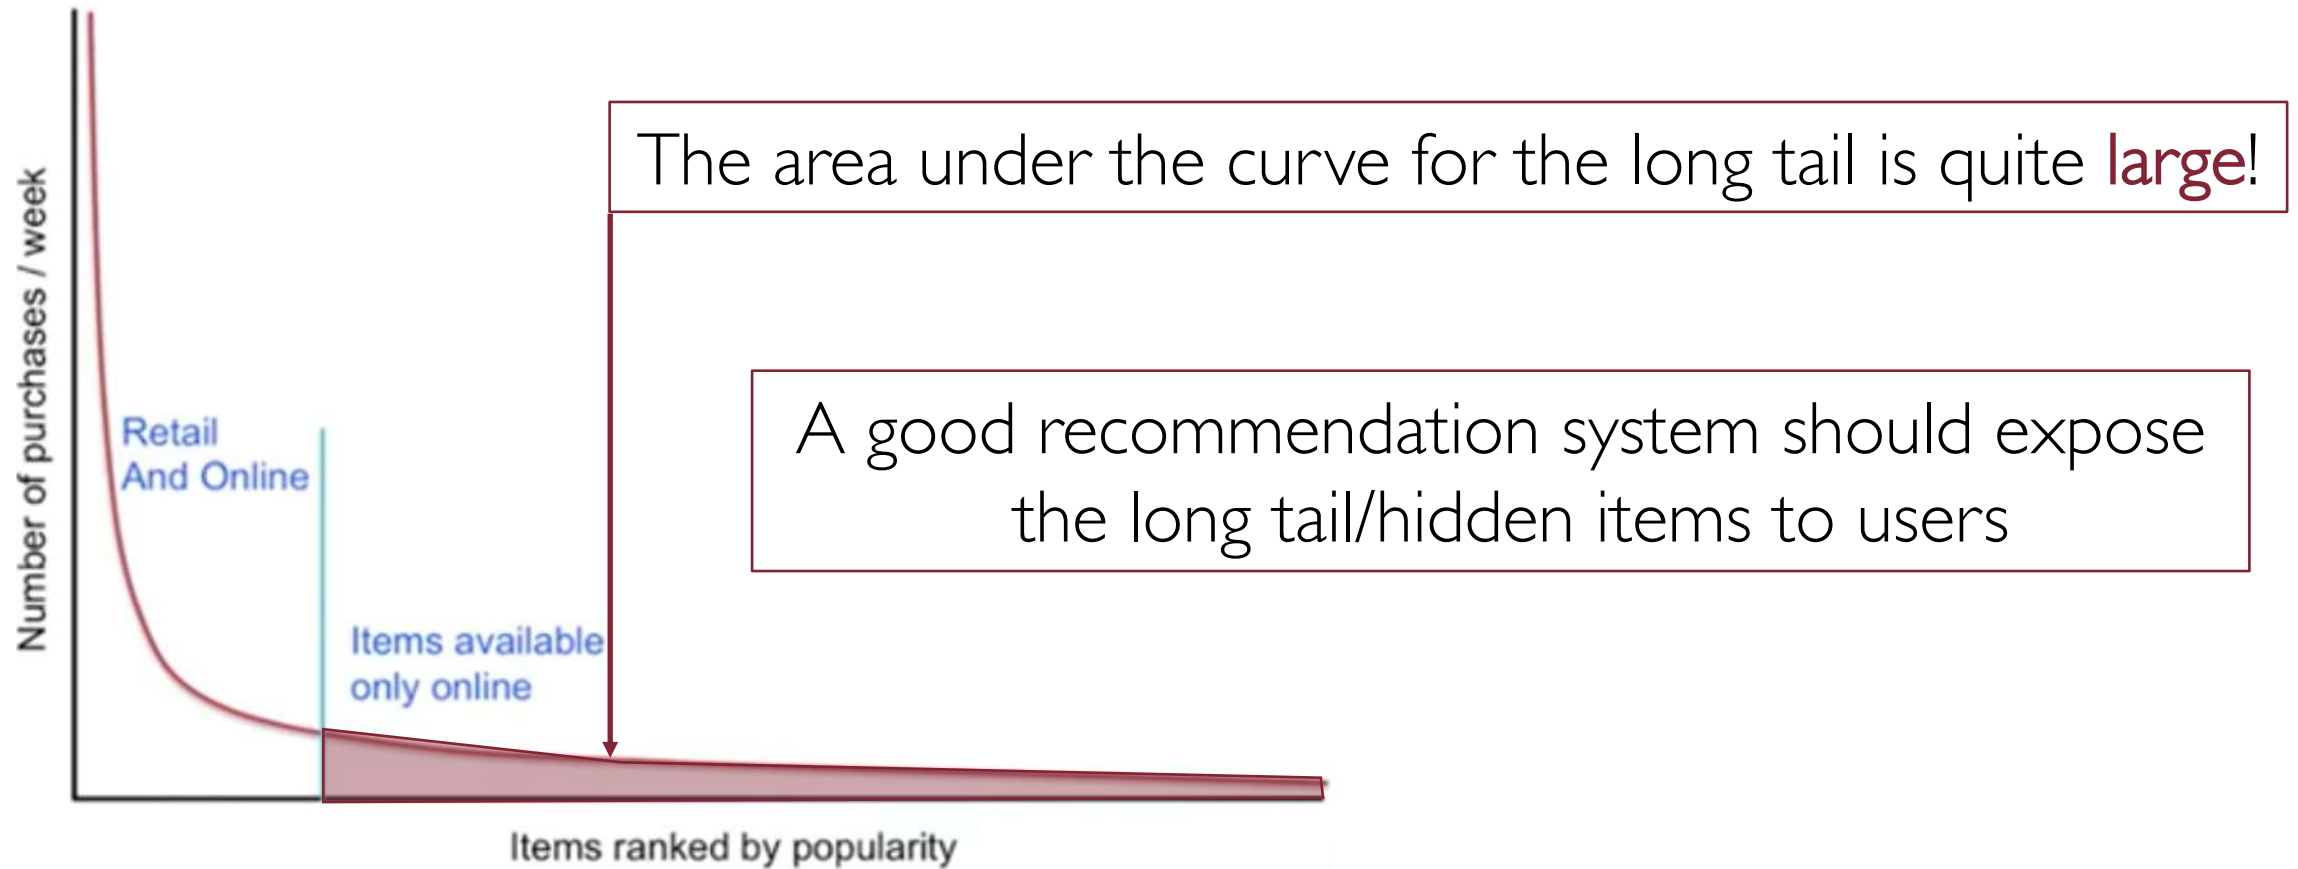 The area under the curve for the long tail is quite large!
A good recommendation system should expose
the long tail/hidden items to users
Number of purchases / week
Retail
And Online
Items available
only online
Items ranked by popularity